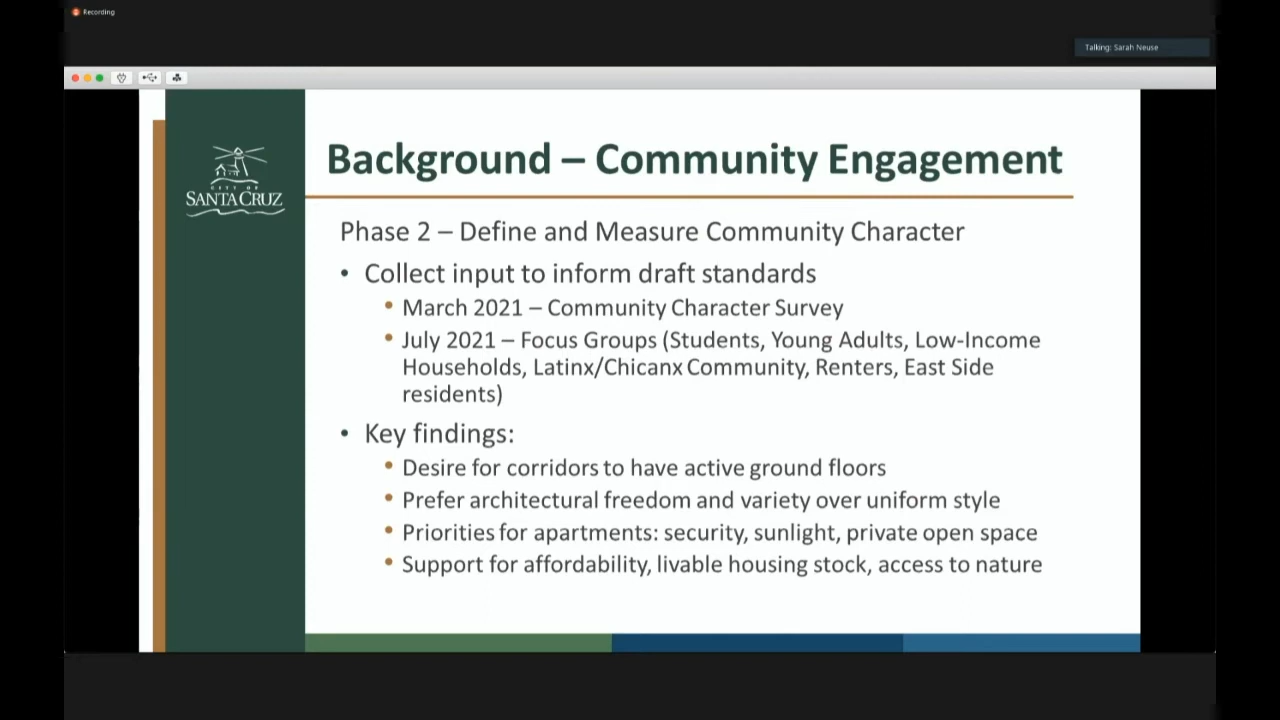 Recording
Talking: Sarah Neuse
CITY OF
SANTA CRUZ
Background – Community Engagement
Phase 2 – Define and Measure Community Character
• Collect input to inform draft standards
• March 2021 – Community Character Survey
• July 2021 – Focus Groups (Students, Young Adults, Low-Income
Households, Latinx/Chicanx Community, Renters, East Side
residents)
• Key findings:
• Desire for corridors to have active ground floors
• Prefer architectural freedom and variety over uniform style
• Priorities for apartments: security, sunlight, private open space
• Support for affordability, livable housing stock, access to nature